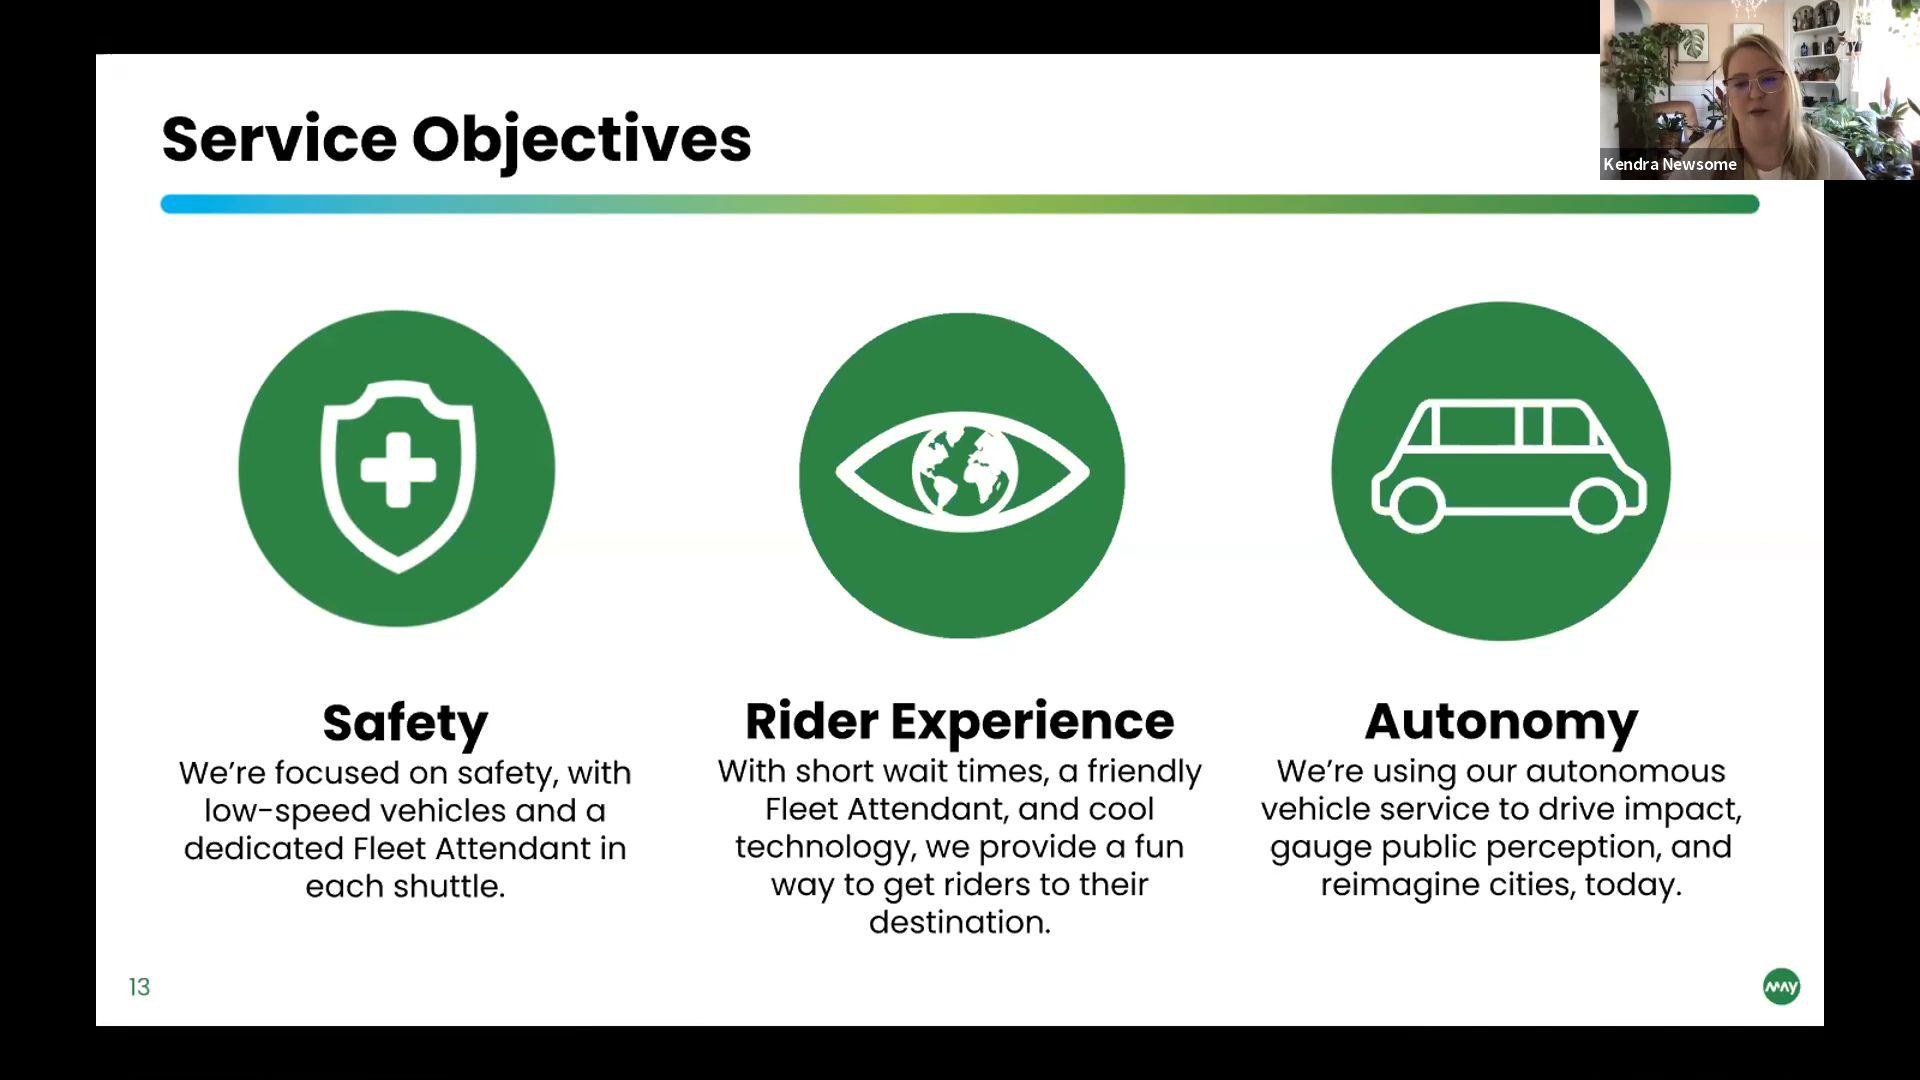 Service Objectives
Kendra Newsome
Safety
We’re focused on safety, with
low-speed vehicles and a
dedicated Fleet Attendant in
each shuttle.
Rider Experience
With short wait times, a friendly
Fleet Attendant, and cool
technology, we provide a fun
way to get riders to their
destination.
Autonomy
We’re using our autonomous
vehicle service to drive impact,
gauge public perception, and
reimagine cities, today.
13
MAY